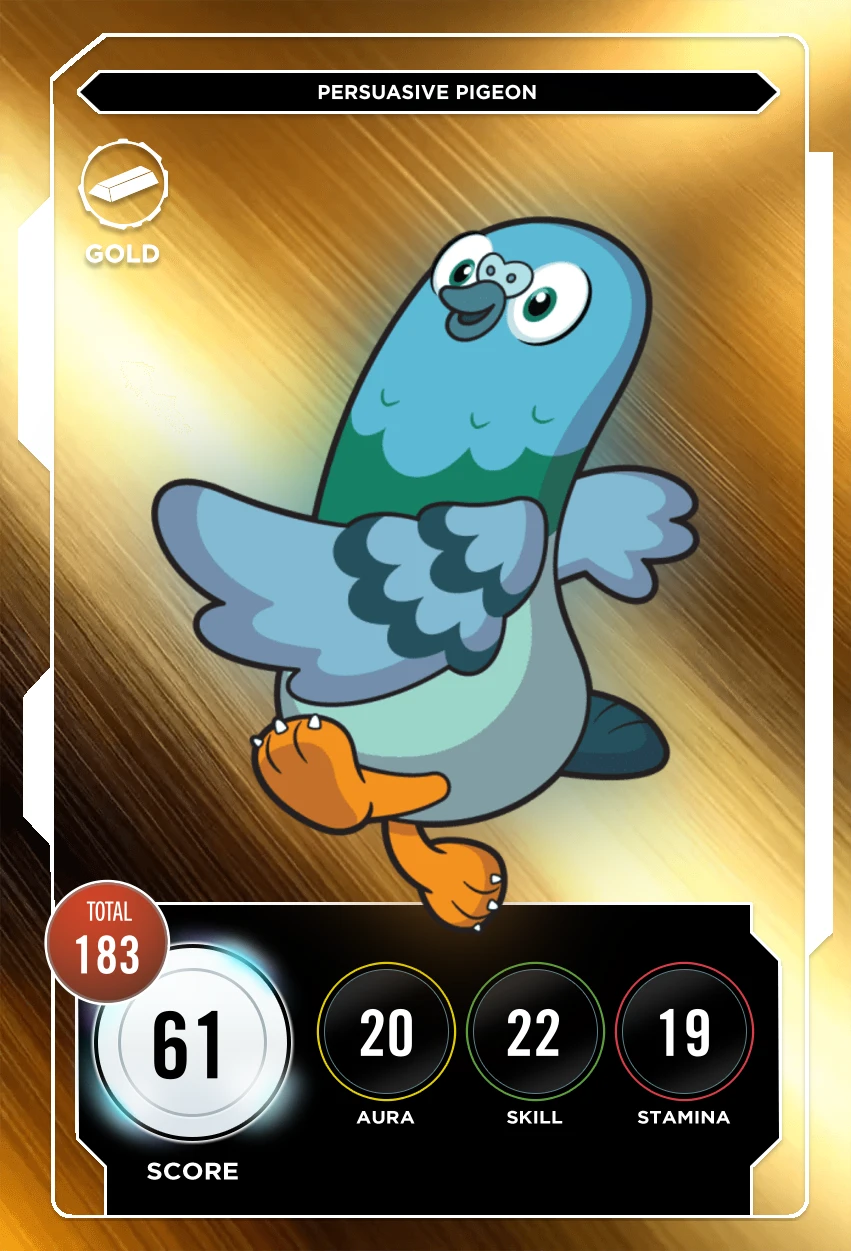 PERSUASIVE PIGEON
GOLD
TOTAL
183
61
SCORE
20
AURA
22
SKILL
19
STAMINA